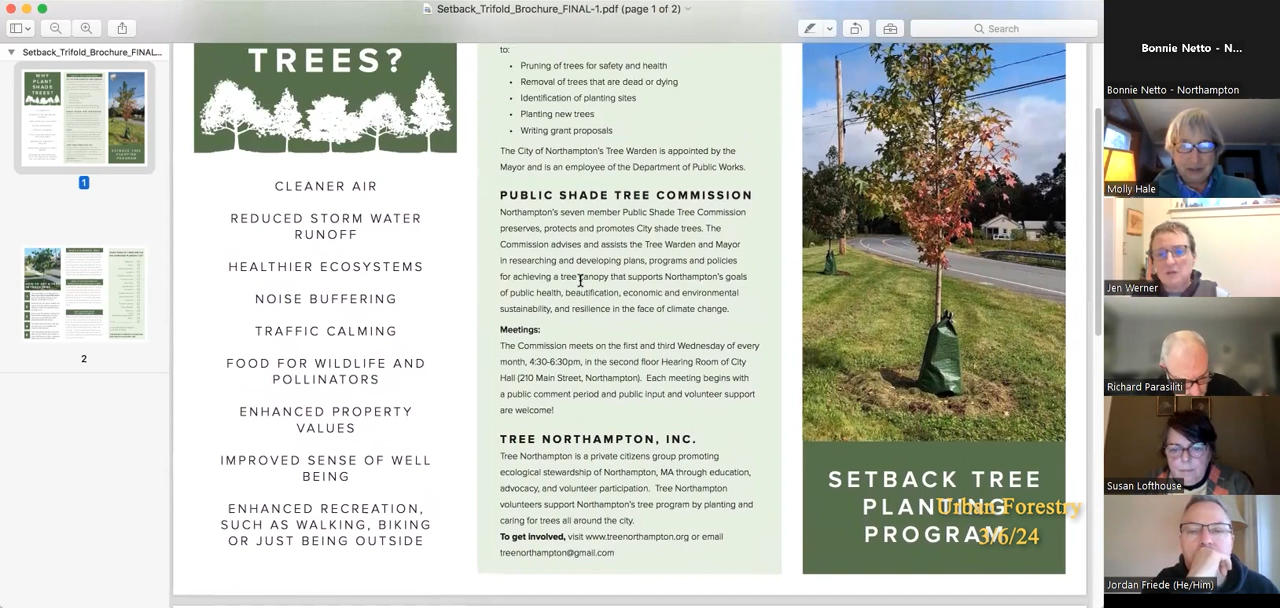 Setback_Trifold_Brochure_FINAL-1.pdf (page 1 of 2)
Search
Setback_Trifold_Brochure_FINAL...
1
2
TREES?
CLEANER AIR
REDUCED STORM WATER
RUNOFF
HEALTHIER ECOSYSTEMS
NOISE BUFFERING
TRAFFIC CALMING
FOOD FOR WILDLIFE AND
POLLINATORS
ENHANCED PROPERTY
VALUES
IMPROVED SENSE OF WELL
BEING
ENHANCED RECREATION,
SUCH AS WALKING, BIKING
OR JUST BEING OUTSIDE
to:
• Pruning of trees for safety and health
• Removal of trees that are dead or dying
Identification of planting sites
• Planting new trees
• Writing grant proposals
The City of Northampton's Tree Warden is appointed by the
Mayor and is an employee of the Department of Public Works.
PUBLIC SHADE TREE COMMISSION
Northampton's seven member Public Shade Tree Commission
preserves, protects and promotes City shade trees. The
Commission advises and assists the Tree Warden and Mayor
in researching and developing plans, programs and policies
for achieving a tree canopy that supports Northampton's goals
of public health, beautification, economic and environmental
sustainability, and resilience in the face of climate change.
Meetings:
The Commission meets on the first and third Wednesday of every
month, 4:30-6:30pm, in the second floor Hearing Room of City
Hall (210 Main Street, Northampton). Each meeting begins with
a public comment period and public input and volunteer support
are welcome!
TREE NORTHAMPTON, INC.
Tree Northampton is a private citizens group promoting
ecological stewardship of Northampton, MA through education,
advocacy, and volunteer participation. Tree Northampton
volunteers support Northampton's tree program by planting and
caring for trees all around the city.
To get involved, visit www.treenorthampton.org or email
treenorthampton@gmail.com
SETBACK TREE
PLANTING
PROGRAM
Urban Forestry
3/6/24
Bonnie Netto - N...
Bonnie Netto - Northampton
Molly Hale
Jen Werner
Richard Parasiliti
Susan Lofthouse
Jordan Friede (He/Him)